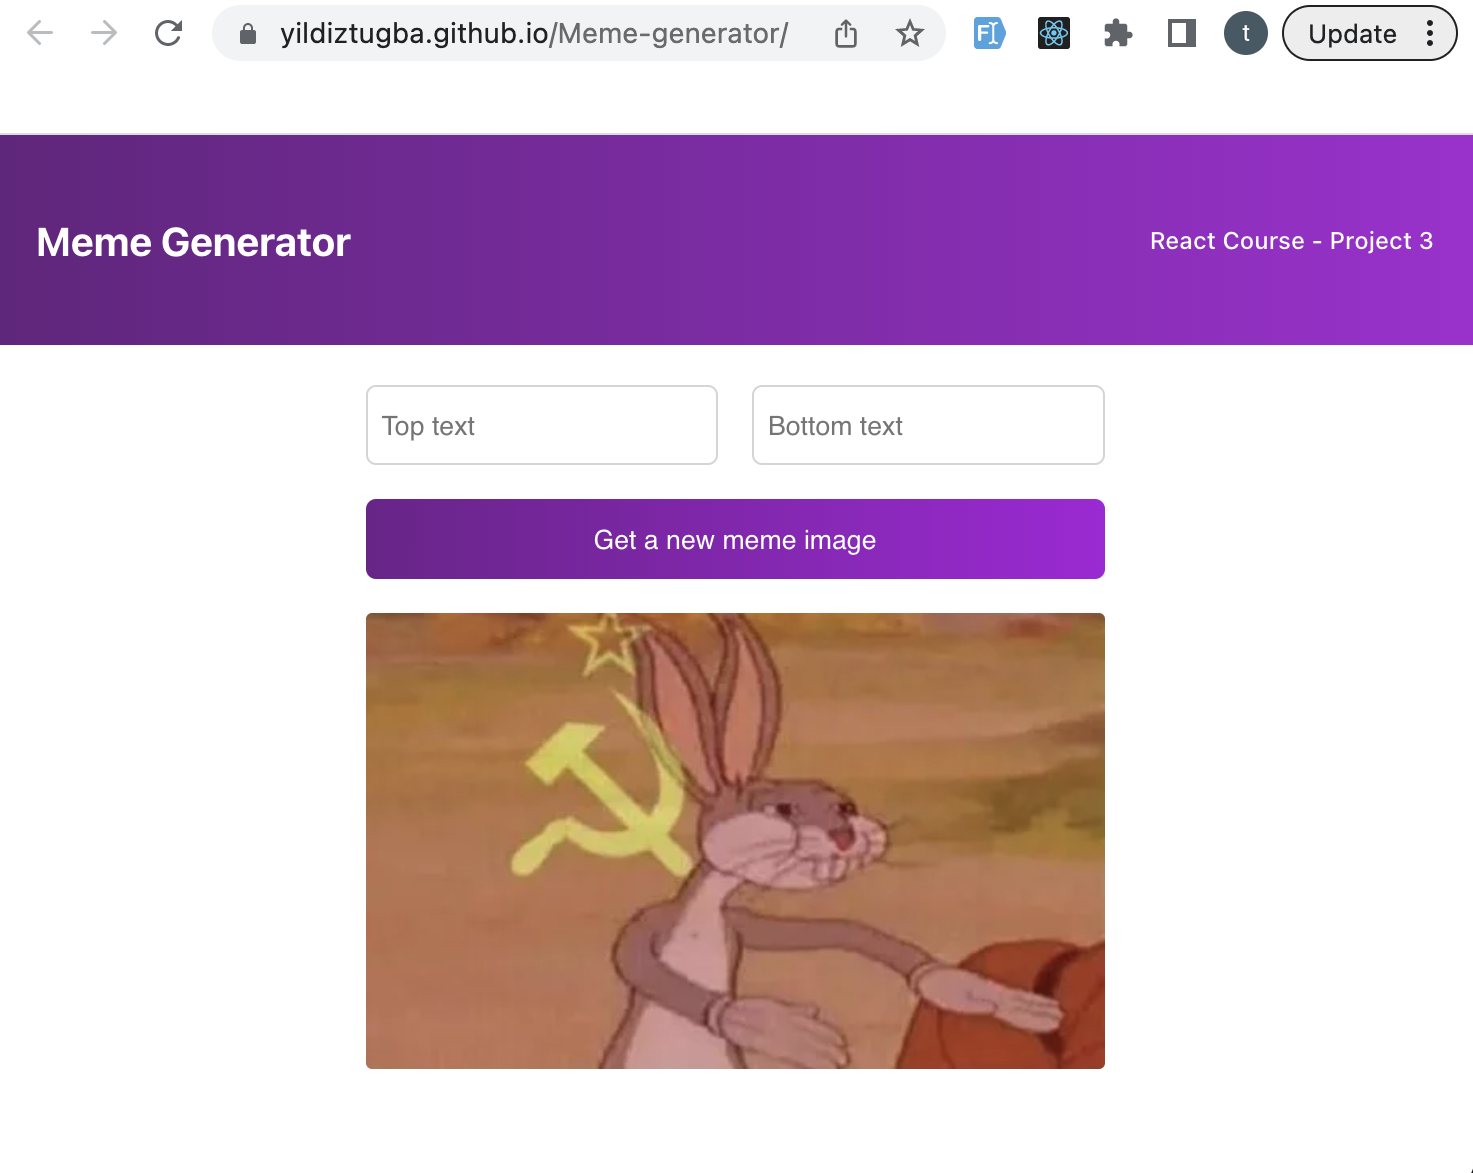 yildiztugba.github.io/Meme-generator/
FI
t
Update
Meme Generator
React Course - Project 3
Top text
Bottom text
Get a new meme image